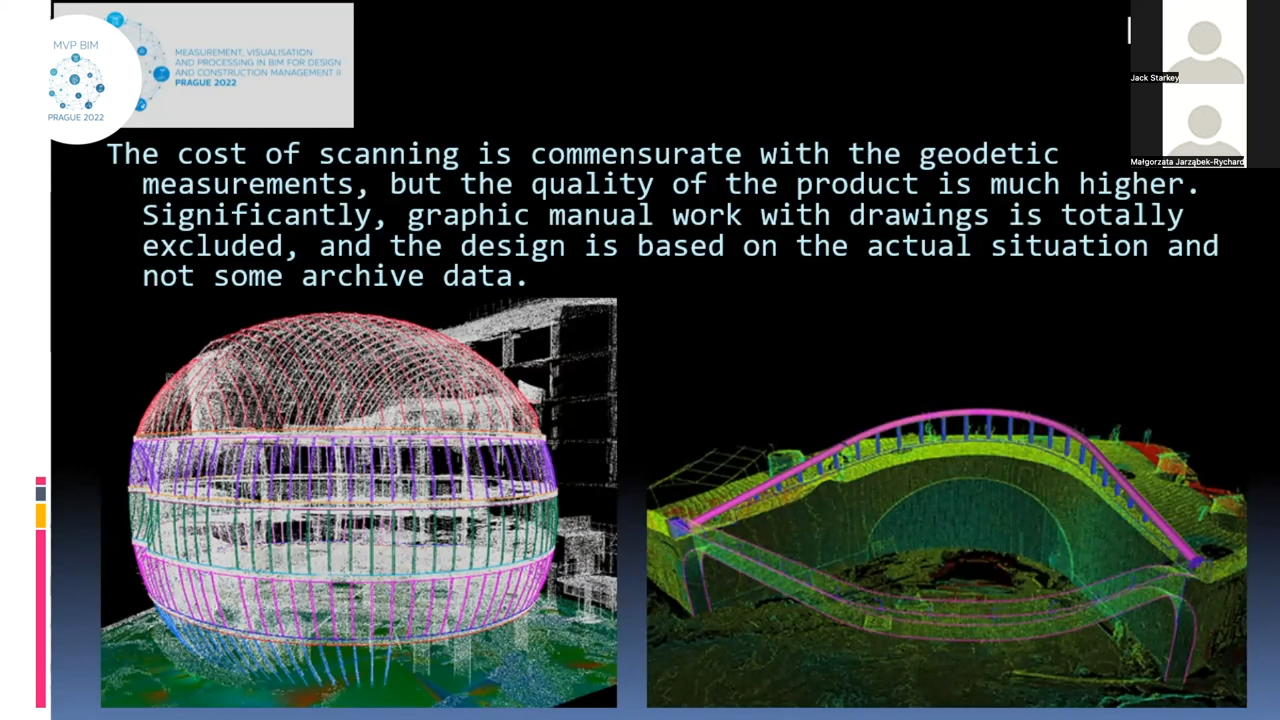 MVP BIM
PRAGUE 2022
MEASUREMENT, VISUALISATION
AND PROCESSING IN BIM FOR DESIGN
AND CONSTRUCTION MANAGEMENT II
PRAGUE 2022
Jack Starkey
Małgorzata Jarząbek-Rychard
The cost of scanning is commensurate with the geodetic
measurements, but the quality of the product is much higher.
Significantly, graphic manual work with drawings is totally
excluded, and the design is based on the actual situation and
not some archive data.